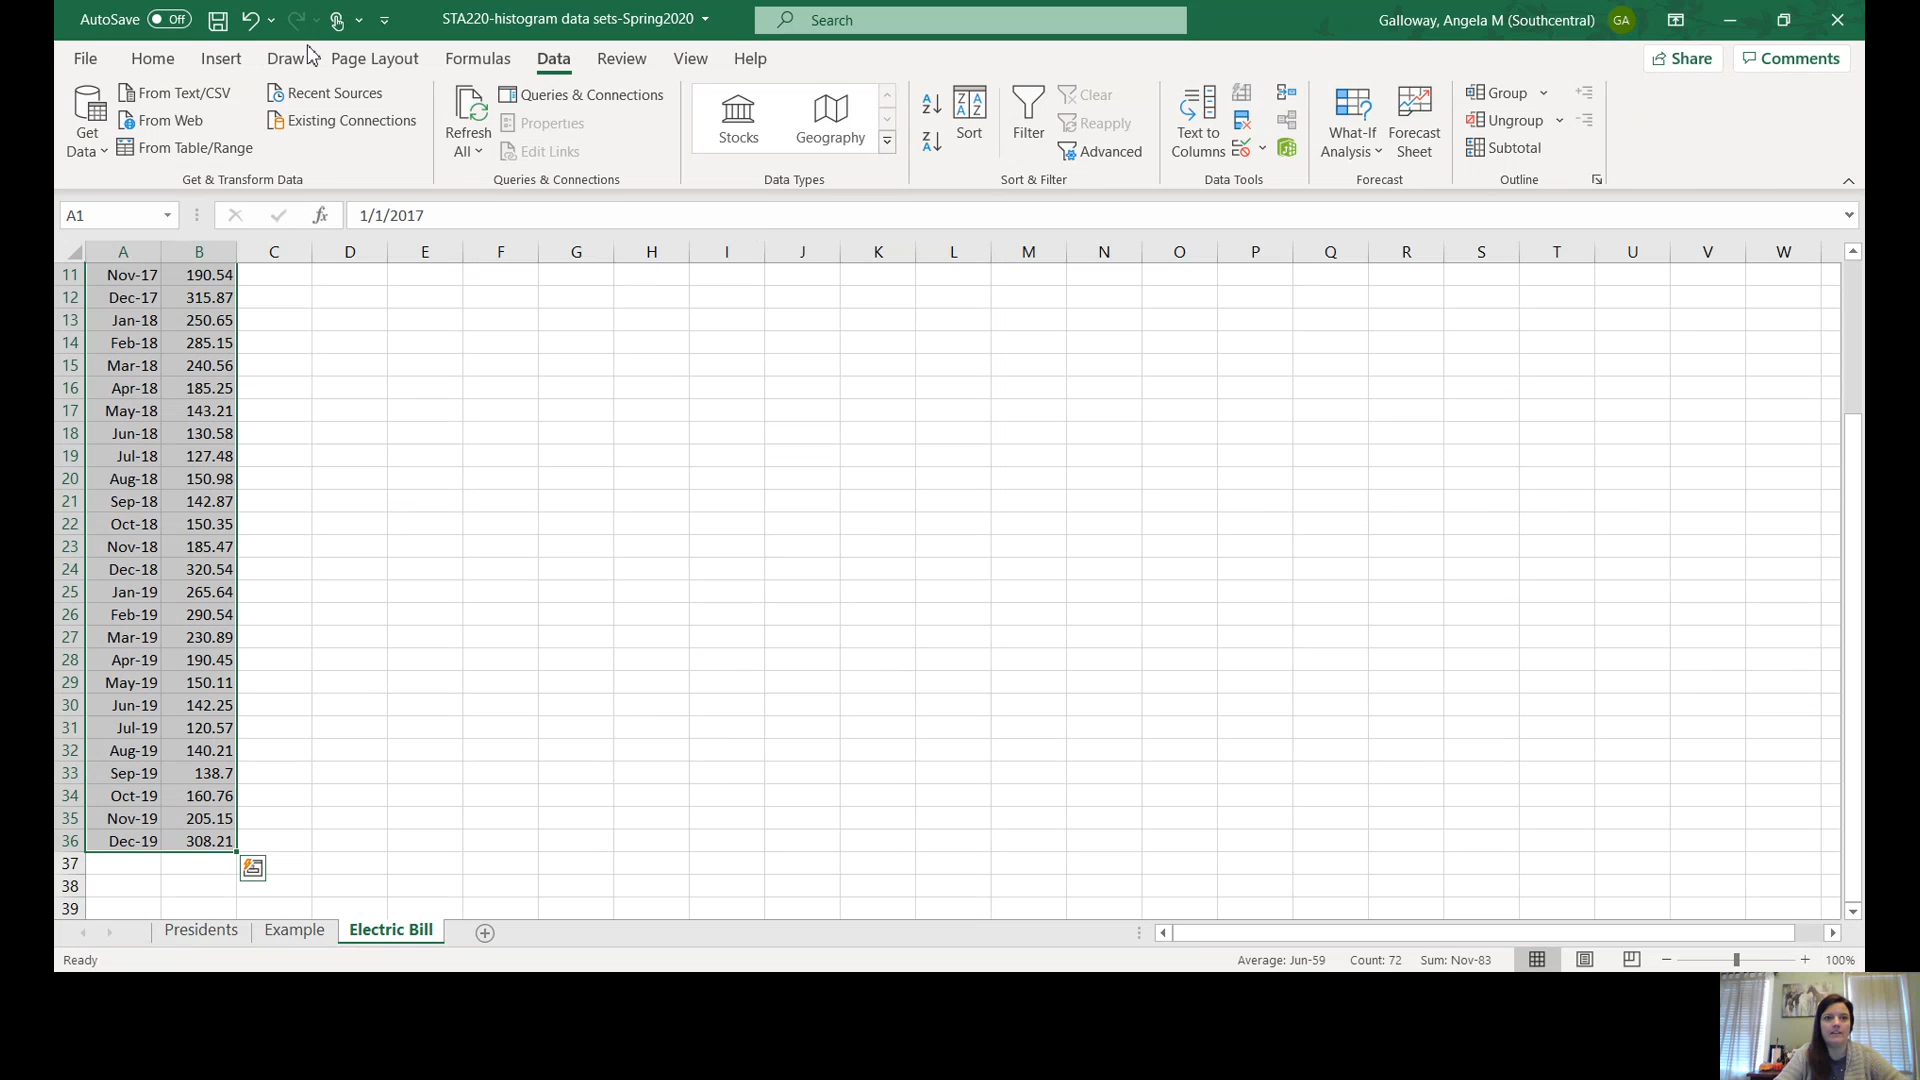 AutoSave Off STA220-histogram data sets-Spring2020 Search Galloway, Angela M (Southcentral) GA
File Home Insert Draw Page Layout Formulas Data Review View Help Share Comments
Get Data
From Text/CSV
From Web
From Table/Range
Recent Sources
Existing Connections
Get & Transform Data
Refresh All
Queries & Connections
Properties
Edit Links
Queries & Connections
Stocks
Geography
Data Types
Sort
Filter
Clear
Reapply
Advanced
Sort & Filter
Text to Columns
Data Tools
What-If Analysis
Forecast Sheet
Forecast
Group
Ungroup
Subtotal
Outline
A1 fx 1/1/2017
A B C D E F G H I J K L M N O P Q R S T U V W
11 Nov-17 190.54
12 Dec-17 315.87
13 Jan-18 250.65
14 Feb-18 285.15
15 Mar-18 240.56
16 Apr-18 185.25
17 May-18 143.21
18 Jun-18 130.58
19 Jul-18 127.48
20 Aug-18 150.98
21 Sep-18 142.87
22 Oct-18 150.35
23 Nov-18 185.47
24 Dec-18 320.54
25 Jan-19 265.64
26 Feb-19 290.54
27 Mar-19 230.89
28 Apr-19 190.45
29 May-19 150.11
30 Jun-19 142.25
31 Jul-19 120.57
32 Aug-19 140.21
33 Sep-19 138.7
34 Oct-19 160.76
35 Nov-19 205.15
36 Dec-19 308.21
37
38
39
Presidents Example Electric Bill
Ready Average: Jun-59 Count: 72 Sum: Nov-83 100%